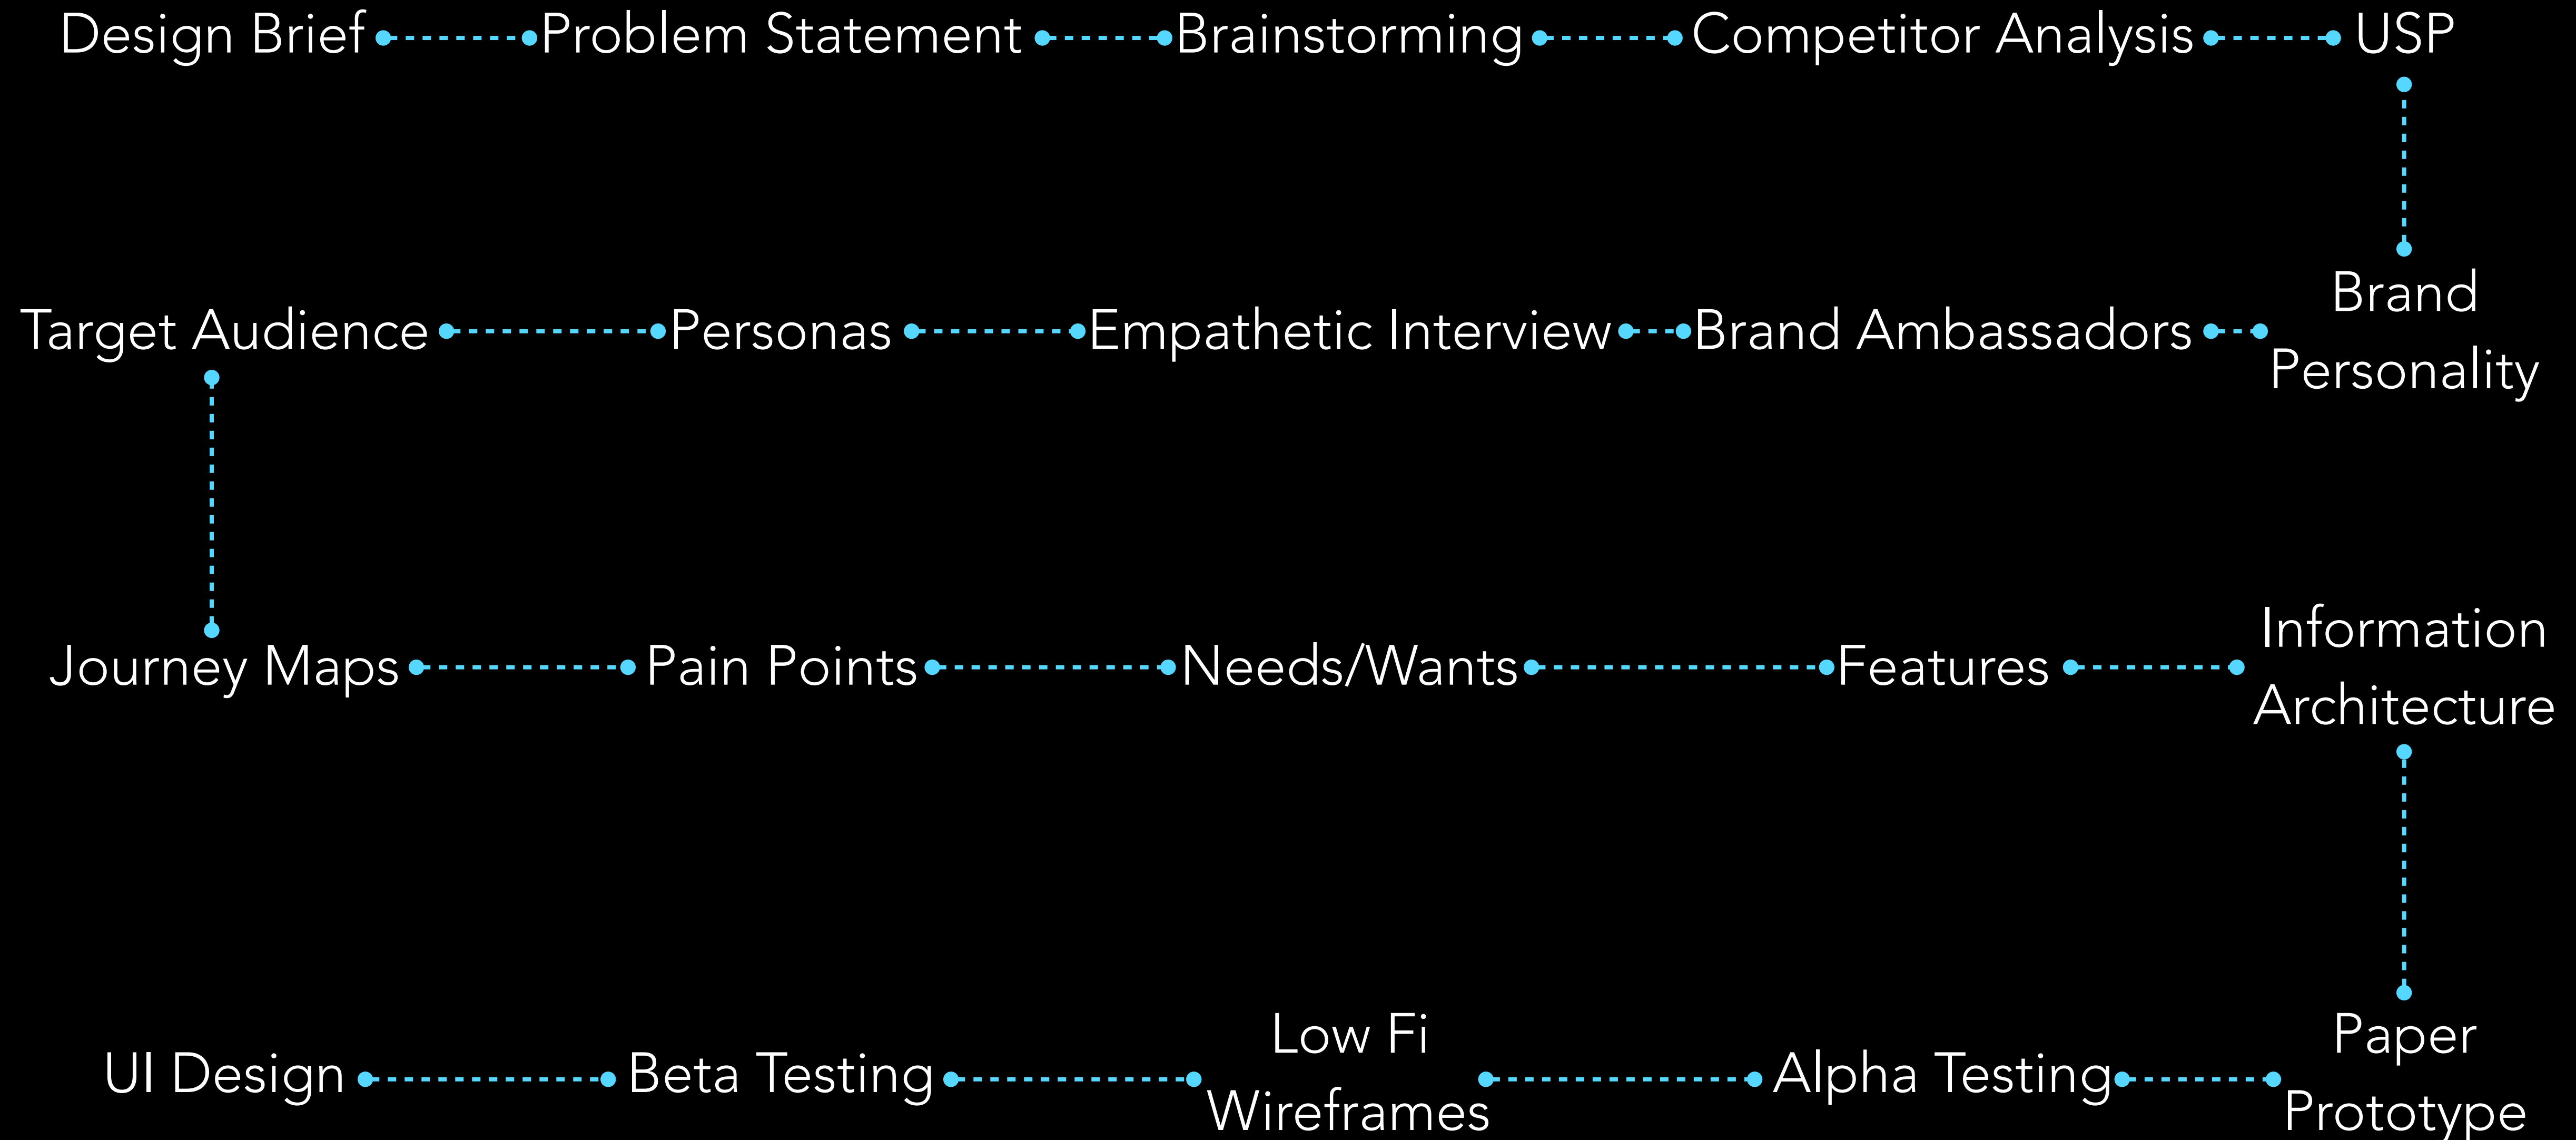 Design Brief
Problem Statement
Brainstorming
Competitor Analysis
USP
Target Audience
Personas
Empathetic Interview
Brand Ambassadors
Brand
Personality
Journey Maps
Pain Points
Needs/Wants
Features
Information
Architecture
UI Design
Beta Testing
Low Fi
Wireframes
Alpha Testing
Paper
Prototype